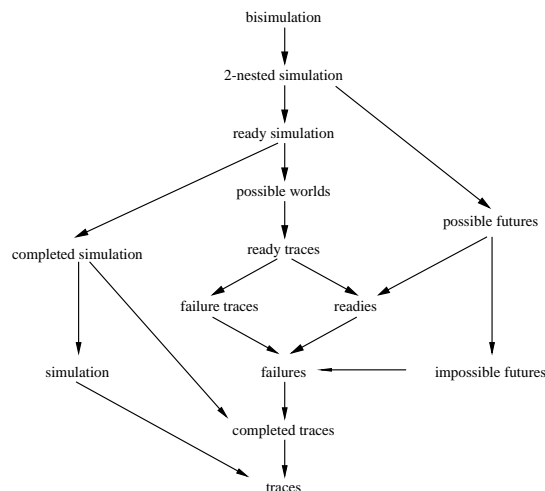 bisimulation
2-nested simulation
ready simulation
possible worlds
possible futures
completed simulation
ready traces
failure traces
readies
simulation
failures
impossible futures
completed traces
traces